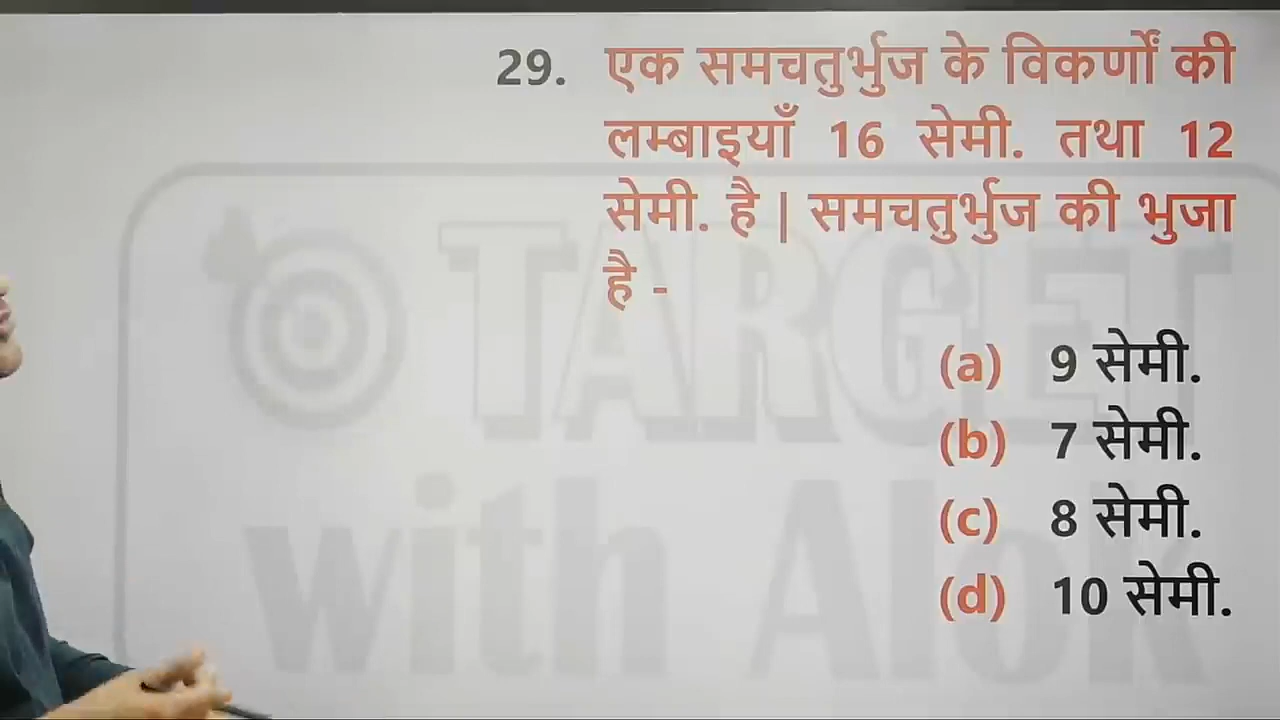 29. एक समचतुर्भुज के विकर्णों की
लम्बाइयाँ 16 सेमी. तथा 12
सेमी. है | समचतुर्भुज की भुजा
है -
(a) 9 सेमी.
(b) 7 सेमी.
(c) 8 सेमी.
(d) 10 सेमी.
TARGET
with Alok